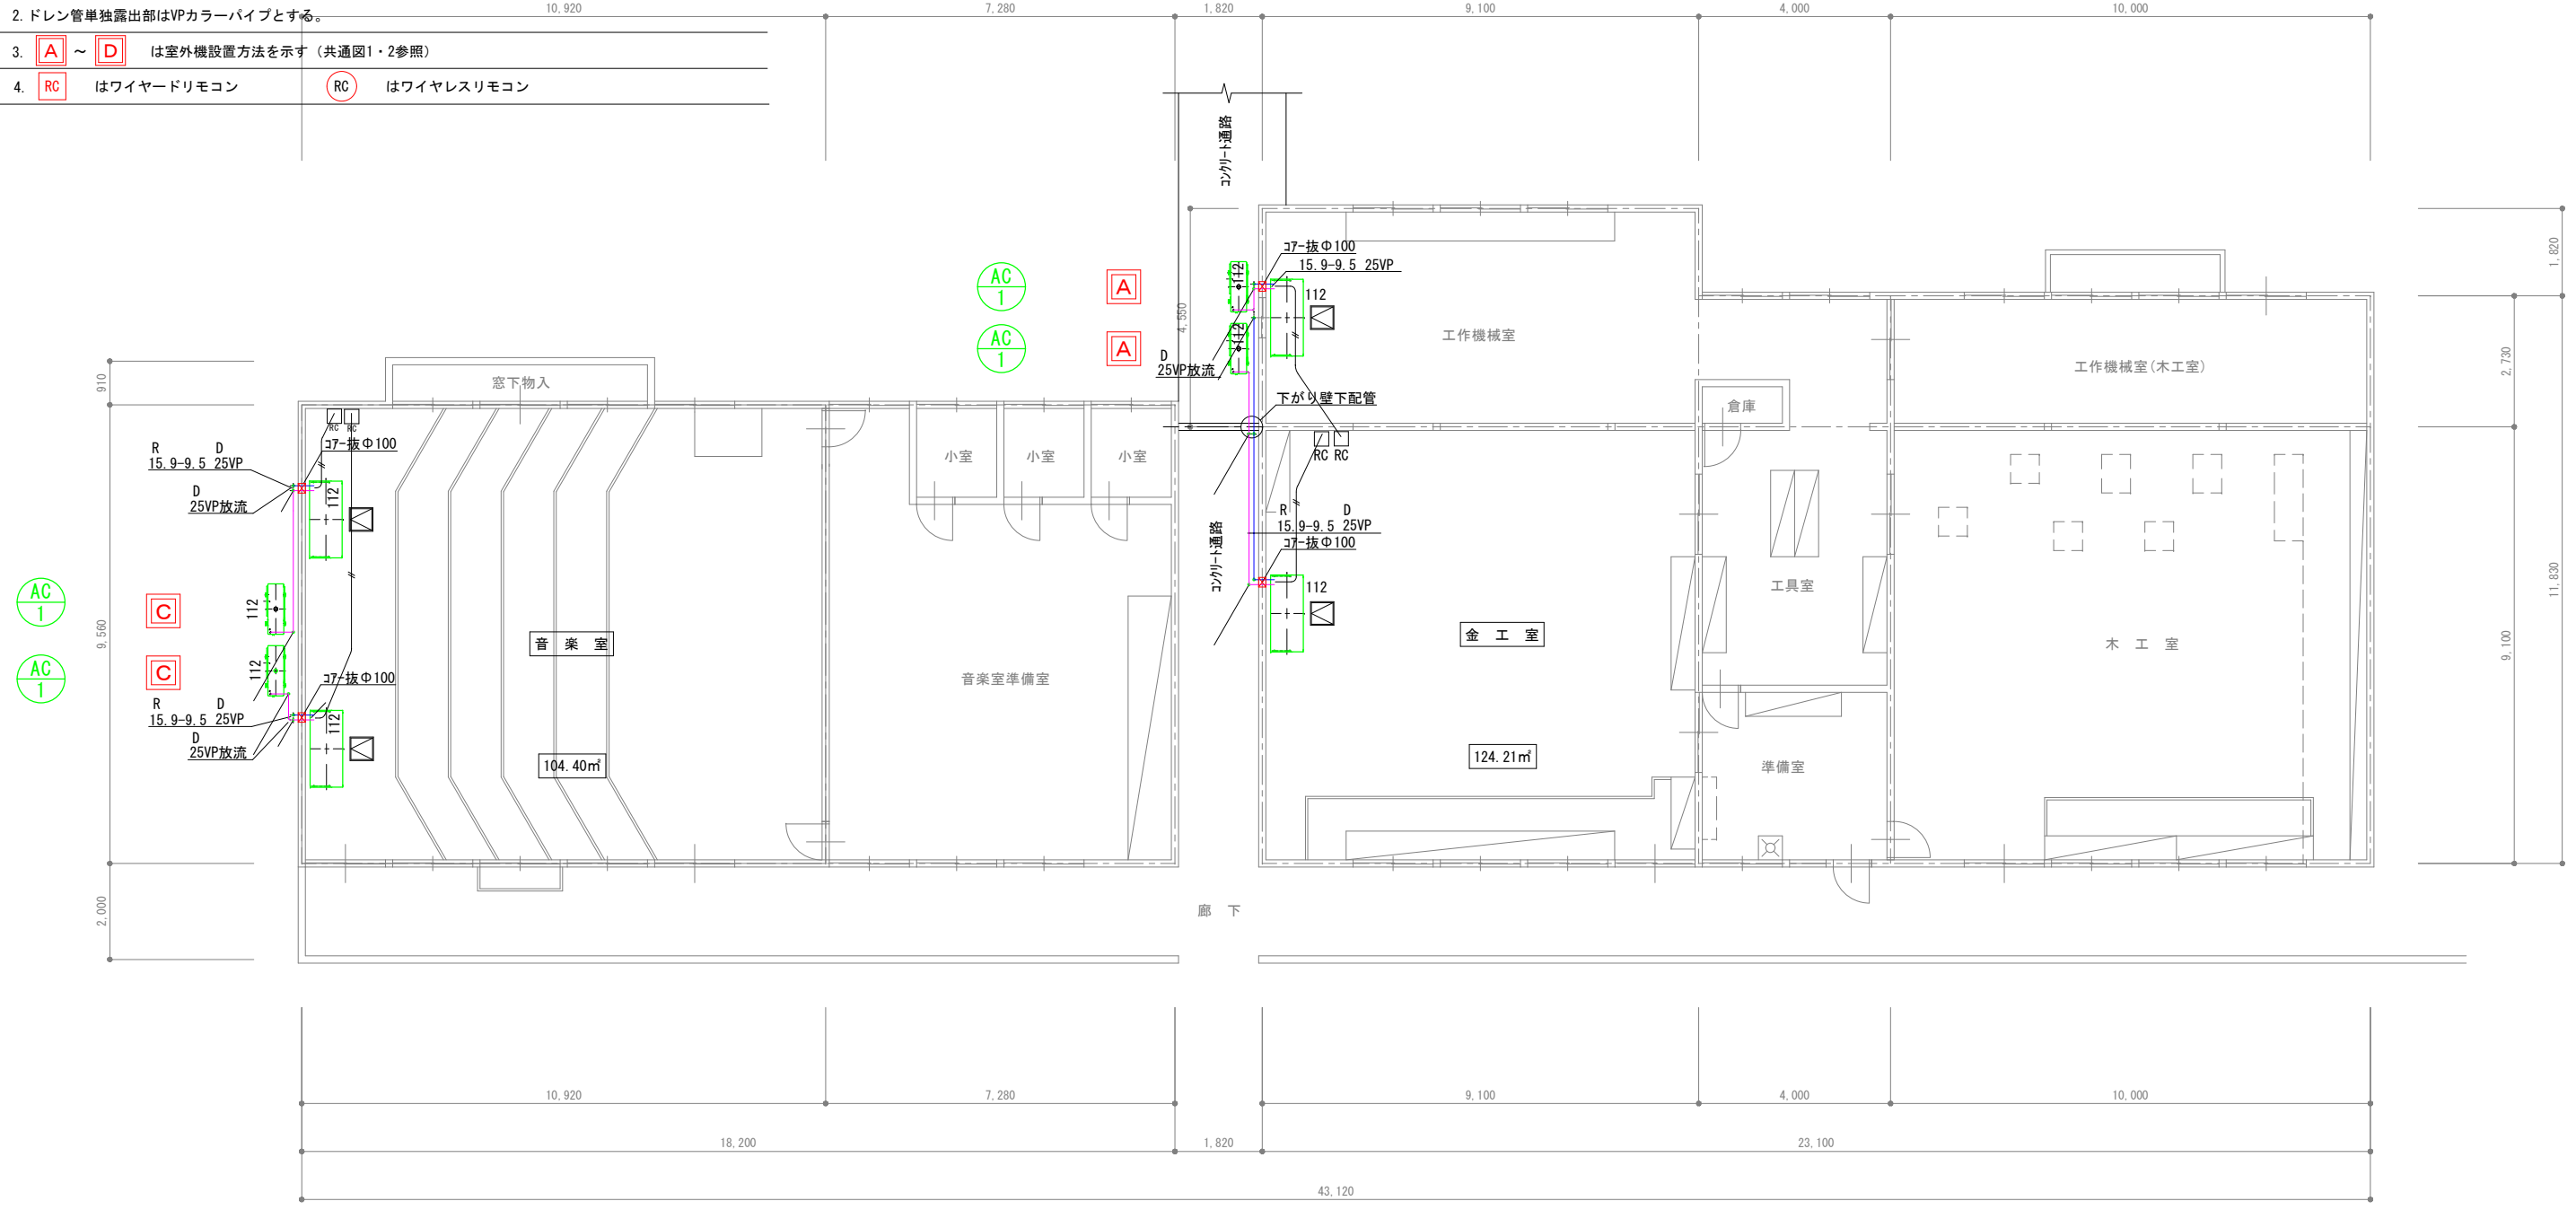 2. ドレン管単独露出部はVPカラーパイプとする。
3. A ～ D は室外機設置方法を示す（共通図1・2参照）
4. RC はワイヤードリモコン RC はワイヤレスリモコン
10,920 7,280 1,820 9,100 4,000 10,000
コンクリート通路
1,820
4,550
2,730
11,830
9,100
910
9,560
2,000
AC
1
A
AC
1
A
112
112
コアー抜Φ100
15.9-9.5 25VP
112
D
25VP放流
工作機械室
工作機械室(木工室)
倉庫
下がり壁下配管
窓下物入
RC RC
コアー抜Φ100
R D
15.9-9.5 25VP
D
25VP放流
112
小室 小室 小室
RC RC
R D
15.9-9.5 25VP
コアー抜Φ100
コンクリート通路
112
AC
1
C
112
AC
1
C
112
コアー抜Φ100
R D
15.9-9.5 25VP
D
25VP放流
112
音 楽 室
104.40㎡
音楽室準備室
金 工 室
124.21㎡
工具室
準備室
木 工 室
廊 下
10,920 7,280 9,100 4,000 10,000
18,200 1,820 23,100
43,120